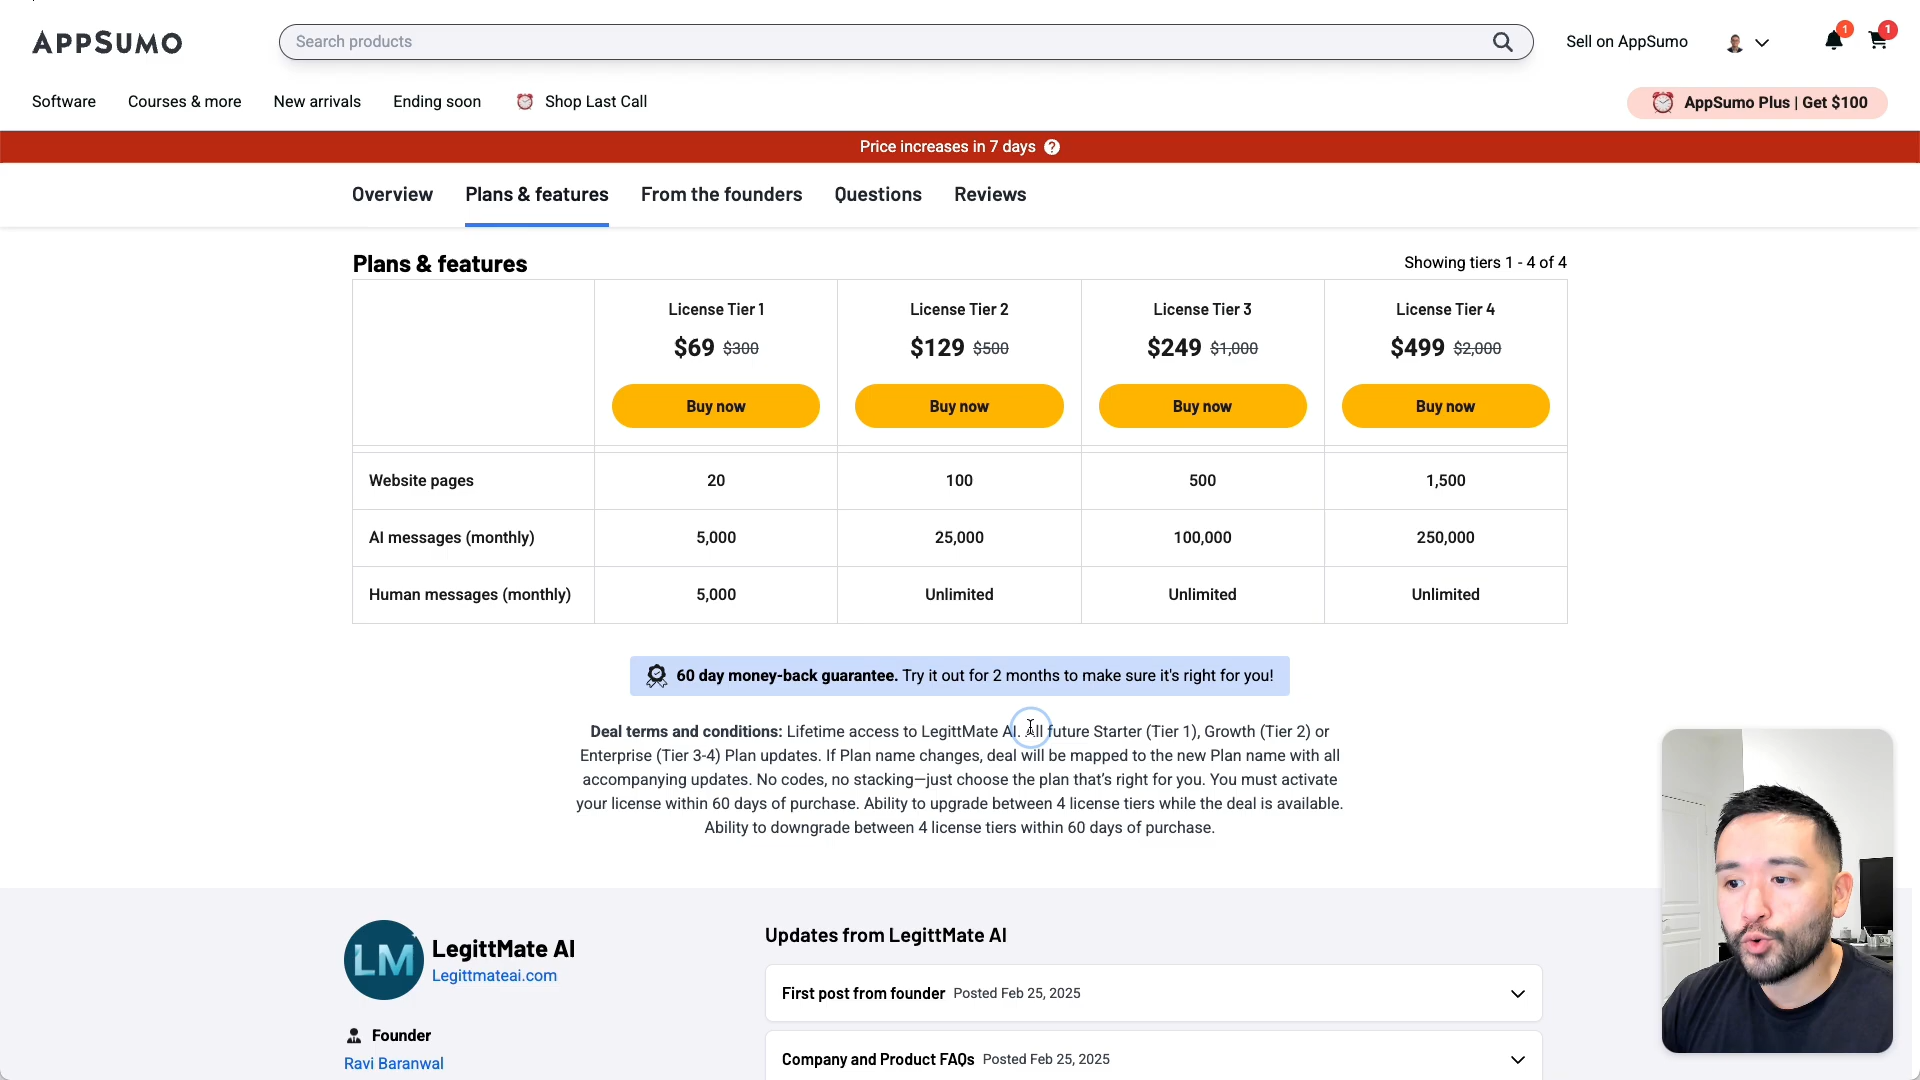 APPSUMO
Search products
Sell on AppSumo
1
1
Software
Courses & more
New arrivals
Ending soon
Shop Last Call
AppSumo Plus | Get $100
Price increases in 7 days ?
Overview
Plans & features
From the founders
Questions
Reviews
Plans & features
Showing tiers 1 - 4 of 4
License Tier 1
License Tier 2
License Tier 3
License Tier 4
$69 $300
$129 $500
$249 $1,000
$499 $2,000
Buy now
Buy now
Buy now
Buy now
Website pages
20
100
500
1,500
AI messages (monthly)
5,000
25,000
100,000
250,000
Human messages (monthly)
5,000
Unlimited
Unlimited
Unlimited
60 day money-back guarantee. Try it out for 2 months to make sure it's right for you!
Deal terms and conditions: Lifetime access to LegittMate AI. All future Starter (Tier 1), Growth (Tier 2) or
Enterprise (Tier 3-4) Plan updates. If Plan name changes, deal will be mapped to the new Plan name with all
accompanying updates. No codes, no stacking—just choose the plan that's right for you. You must activate
your license within 60 days of purchase. Ability to upgrade between 4 license tiers while the deal is available.
Ability to downgrade between 4 license tiers within 60 days of purchase.
LM
LegittMate AI
Legittmateai.com
Founder
Ravi Baranwal
Updates from LegittMate AI
First post from founder Posted Feb 25, 2025
Company and Product FAQs Posted Feb 25, 2025